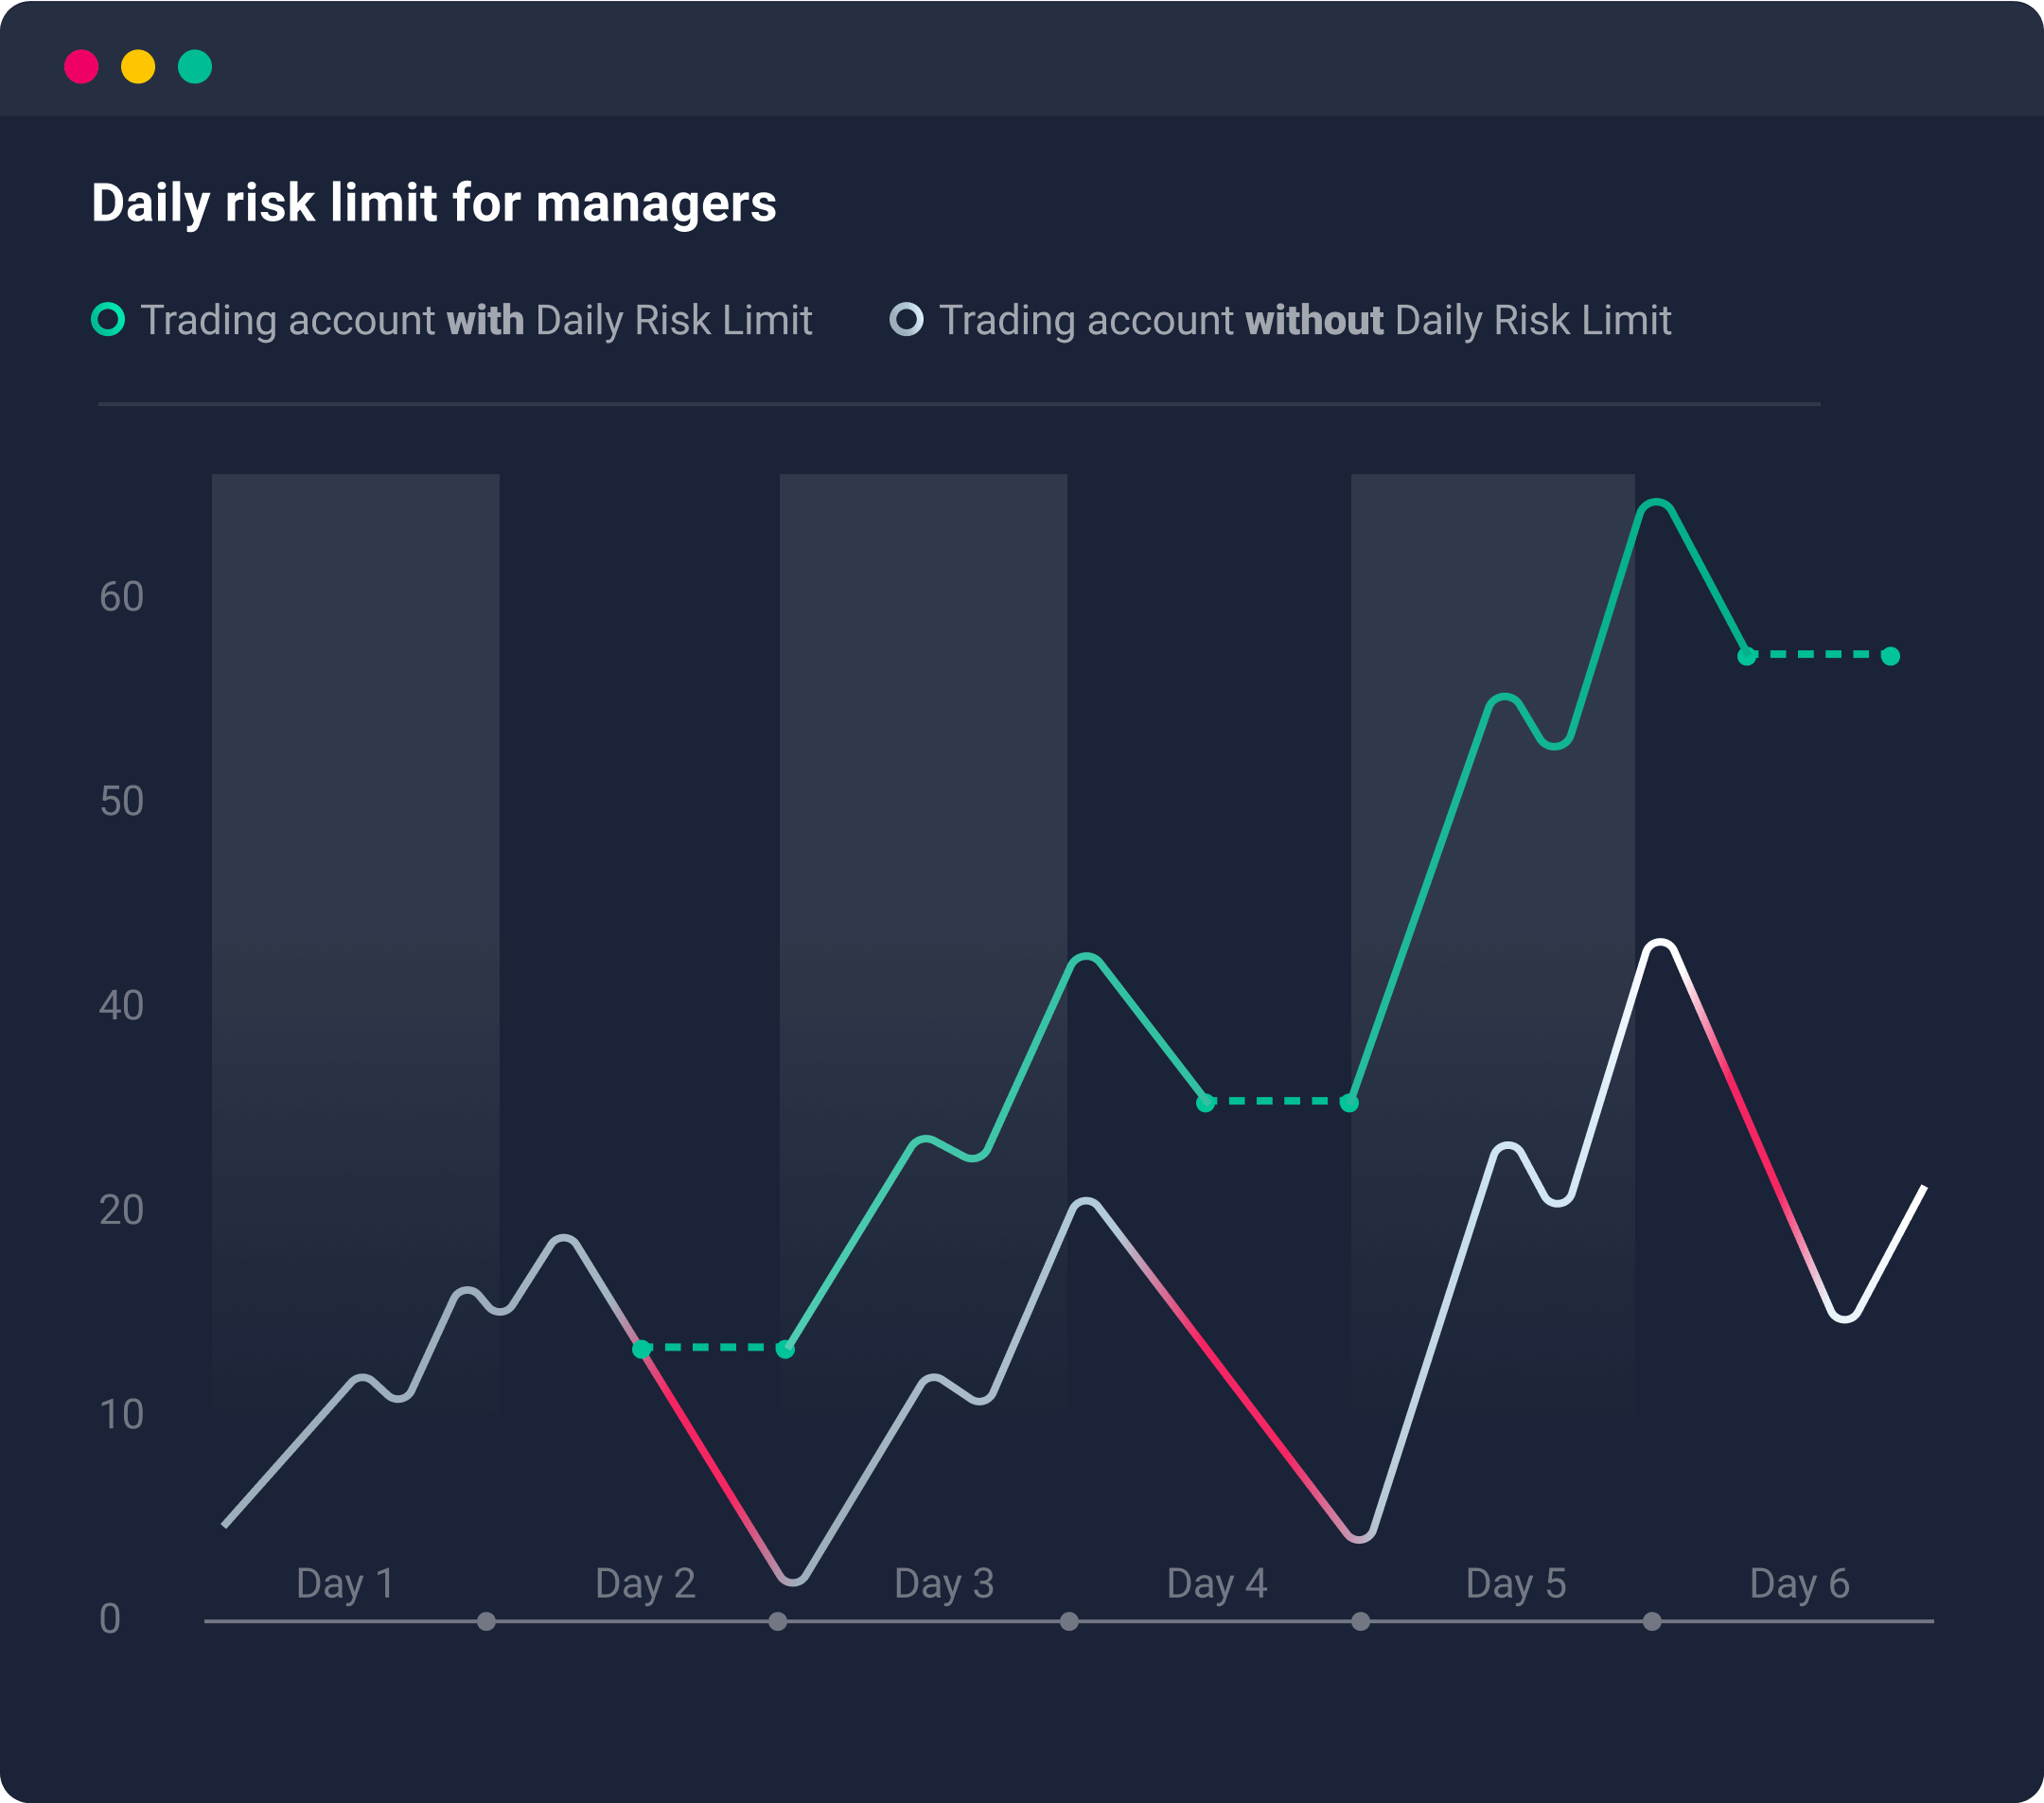 Daily risk limit for managers
Trading account with Daily Risk Limit
Trading account without Daily Risk Limit
60
50
40
20
10
0
Day 1
Day 2
Day 3
Day 4
Day 5
Day 6